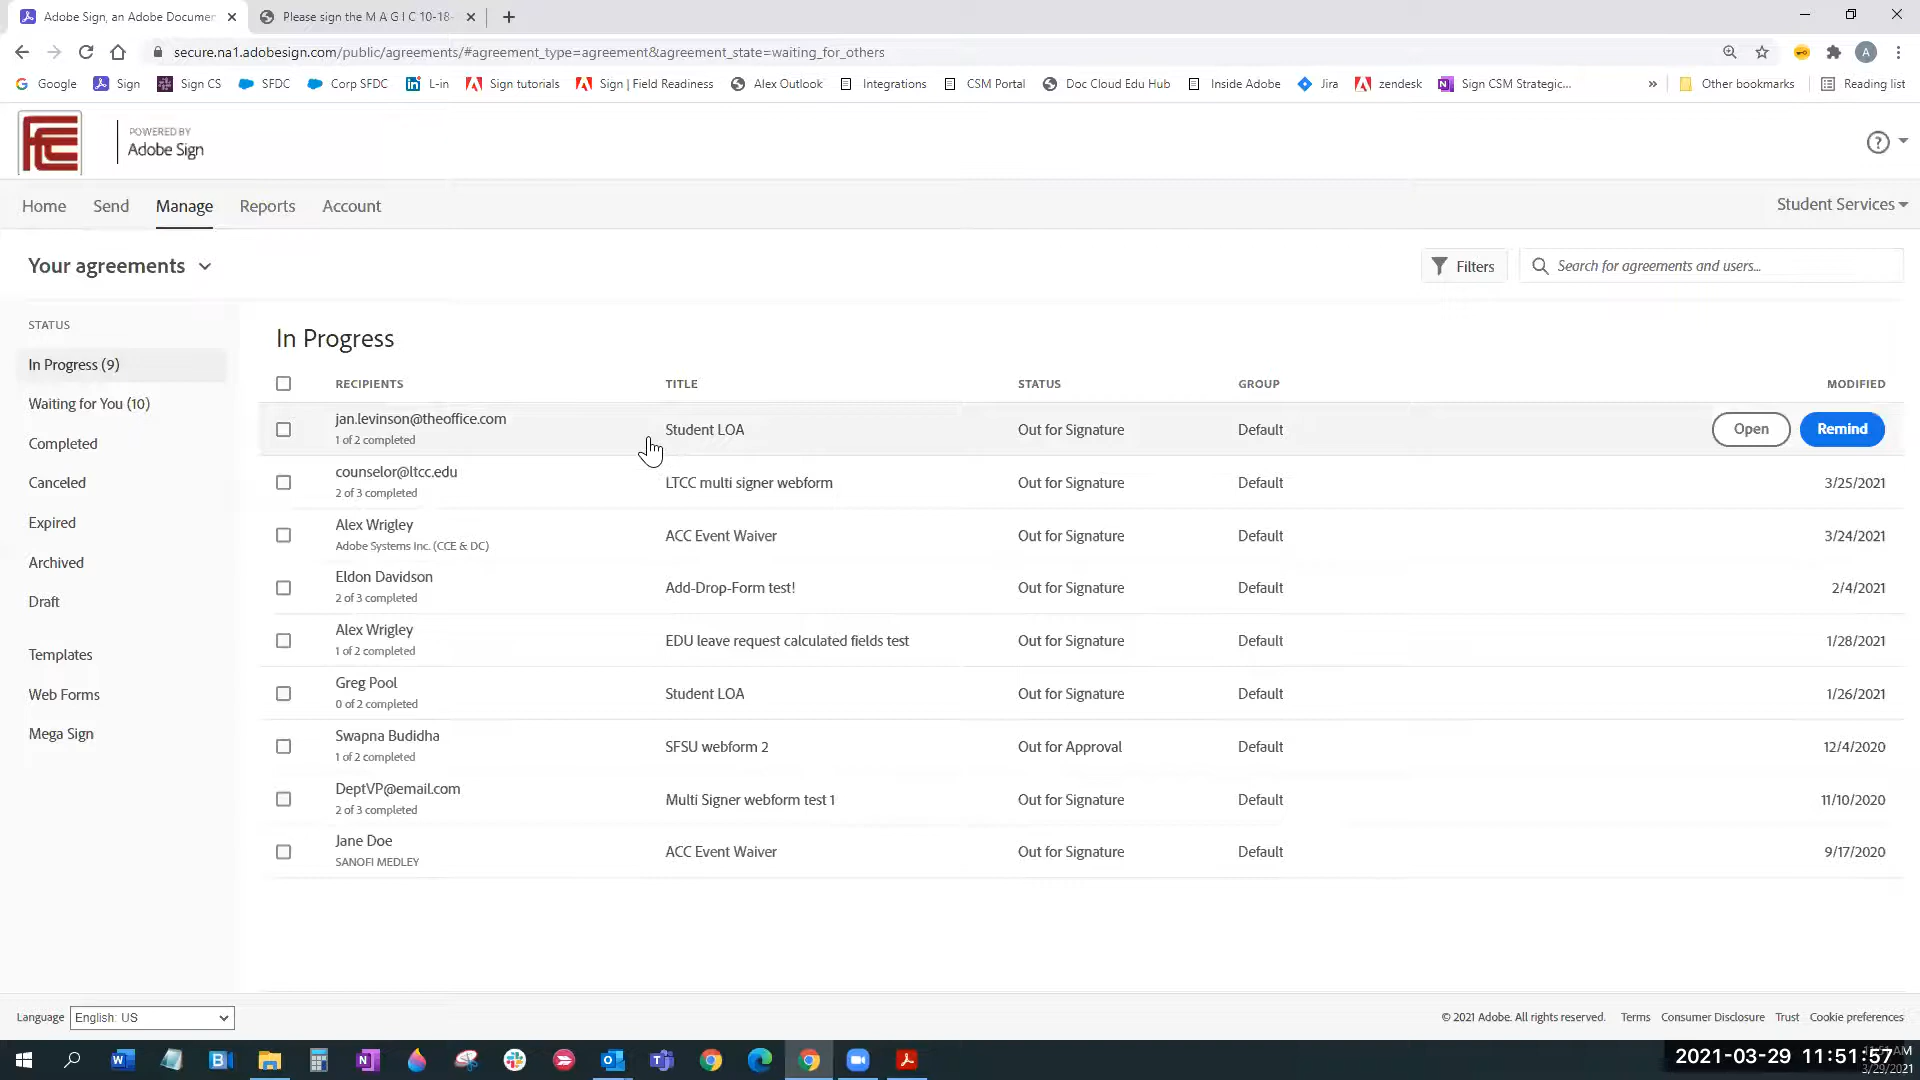 Adobe Sign, an Adobe Documen
Please sign the M A G I C 10-18-
secure.na1.adobesign.com/public/agreements/#agreement_type=agreement&agreement_state=waiting_for_others
A
Google
Sign
Sign CS
SFDC
Corp SFDC
L-in
Sign tutorials
Sign | Field Readiness
Alex Outlook
Integrations
CSM Portal
Doc Cloud Edu Hub
Inside Adobe
Jira
zendesk
Sign CSM Strategic...
»
Other bookmarks
Reading list
POWERED BY
Adobe Sign
Home
Send
Manage
Reports
Account
Student Services
Your agreements
Filters
Search for agreements and users...
STATUS
In Progress (9)
Waiting for You (10)
Completed
Canceled
Expired
Archived
Draft
Templates
Web Forms
Mega Sign
In Progress
RECIPIENTS TITLE STATUS GROUP MODIFIED
jan.levinson@theoffice.com
1 of 2 completed
Student LOA Out for Signature Default Open Remind
counselor@ltcc.edu
2 of 3 completed
LTCC multi signer webform Out for Signature Default 3/25/2021
Alex Wrigley
Adobe Systems Inc. (CCE & DC)
ACC Event Waiver Out for Signature Default 3/24/2021
Eldon Davidson
2 of 3 completed
Add-Drop-Form test! Out for Signature Default 2/4/2021
Alex Wrigley
1 of 2 completed
EDU leave request calculated fields test Out for Signature Default 1/28/2021
Greg Pool
0 of 2 completed
Student LOA Out for Signature Default 1/26/2021
Swapna Budidha
1 of 2 completed
SFSU webform 2 Out for Approval Default 12/4/2020
DeptVP@email.com
2 of 3 completed
Multi Signer webform test 1 Out for Signature Default 11/10/2020
Jane Doe
SANOFI MEDLEY
ACC Event Waiver Out for Signature Default 9/17/2020
Language English: US
© 2021 Adobe. All rights reserved. Terms Consumer Disclosure Trust Cookie preferences
2021-03-29 11:51:57
3/29/2021